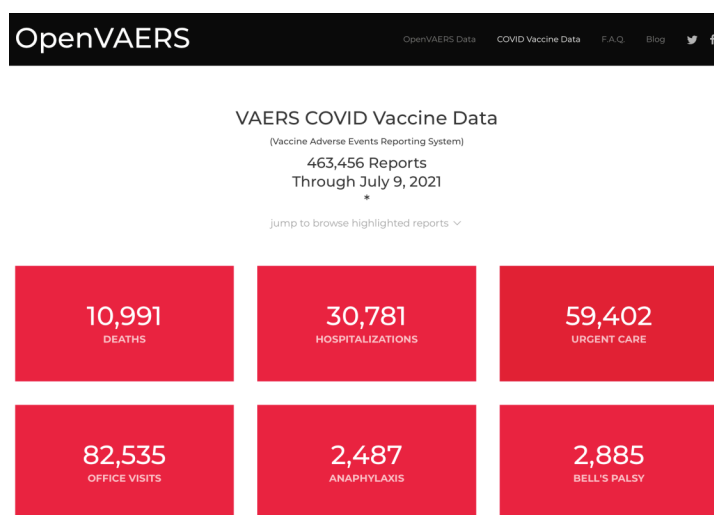 OpenVAERS
OpenVAERS Data COVID Vaccine Data F.A.Q. Blog
VAERS COVID Vaccine Data
(Vaccine Adverse Events Reporting System)
463,456 Reports
Through July 9, 2021
*
jump to browse highlighted reports
10,991 30,781 59,402
DEATHS HOSPITALIZATIONS URGENT CARE
82,535 2,487 2,885
OFFICE VISITS ANAPHYLAXIS BELL'S PALSY